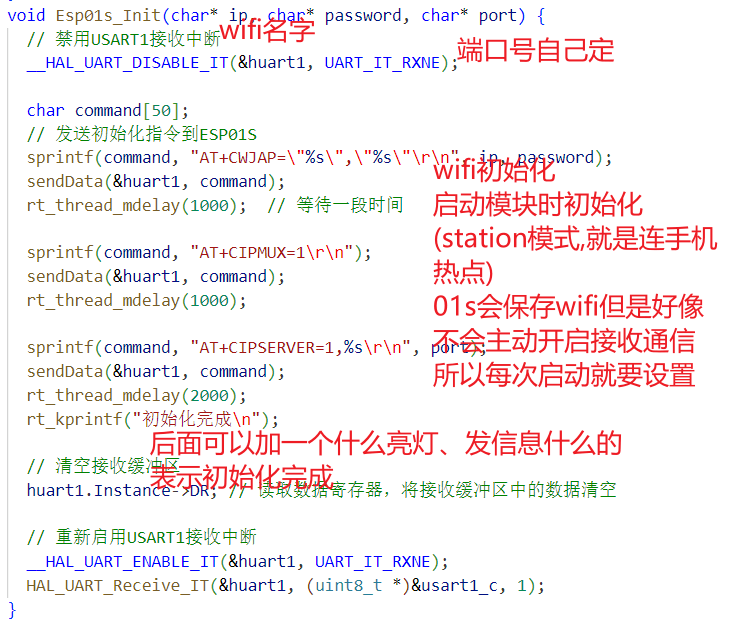 void Esp01s_Init(char* ip, char* password, char* port) {
wifi名字
// 禁用USART1接收中断
端口号自己定
__HAL_UART_DISABLE_IT(&huart1, UART_IT_RXNE);
char command[50];
// 发送初始化指令到ESP01S
sprintf(command, "AT+CWJAP=\"%s\",\"%s\"\r\n", ip, password);
sendData(&huart1, command);
rt_thread_mdelay(1000); // 等待一段时间
wifi初始化
启动模块时初始化
(station模式,就是连手机
热点)
01s会保存wifi但是好像
不会主动开启接收通信
所以每次启动就要设置
sprintf(command, "AT+CIPMUX=1\r\n");
sendData(&huart1, command);
rt_thread_mdelay(1000);
sprintf(command, "AT+CIPSERVER=1,%s\r\n", port);
sendData(&huart1, command);
rt_thread_mdelay(2000);
rt_kprintf("初始化完成\n");
后面可以加一个什么亮灯、发信息什么的
表示初始化完成
// 清空接收缓冲区
huart1.Instance->DR; // 读取数据寄存器，将接收缓冲区中的数据清空
// 重新启用USART1接收中断
__HAL_UART_ENABLE_IT(&huart1, UART_IT_RXNE);
HAL_UART_Receive_IT(&huart1, (uint8_t *)&usart1_c, 1);
}